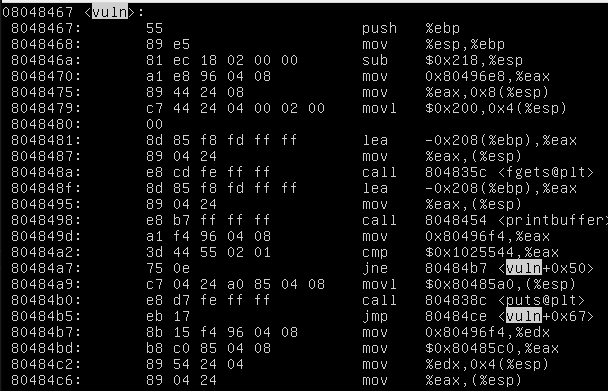 08048467 <vuln>:
8048467: 55 push %ebp
8048468: 89 e5 mov %esp,%ebp
804846a: 81 ec 18 02 00 00 sub $0x218,%esp
8048470: a1 e8 96 04 08 mov 0x80496e8,%eax
8048475: 89 44 24 08 mov %eax,0x8(%esp)
8048479: c7 44 24 04 00 02 00 movl $0x200,0x4(%esp)
8048480: 00
8048481: 8d 85 f8 fd ff ff lea -0x208(%ebp),%eax
8048487: 89 04 24 mov %eax,(%esp)
804848a: e8 cd fe ff ff call 804835c <fgets@plt>
804848f: 8d 85 f8 fd ff ff lea -0x208(%ebp),%eax
8048495: 89 04 24 mov %eax,(%esp)
8048498: e8 b7 ff ff ff call 8048454 <printbuffer>
804849d: a1 f4 96 04 08 mov 0x80496f4,%eax
80484a2: 3d 44 55 02 01 cmp $0x1025544,%eax
80484a7: 75 0e jne 80484b7 <vuln+0x50>
80484a9: c7 04 24 a0 85 04 08 movl $0x80485a0,(%esp)
80484b0: e8 d7 fe ff ff call 804838c <puts@plt>
80484b5: eb 17 jmp 80484ce <vuln+0x67>
80484b7: 8b 15 f4 96 04 08 mov 0x80496f4,%edx
80484bd: b8 c0 85 04 08 mov $0x80485c0,%eax
80484c2: 89 54 24 04 mov %edx,0x4(%esp)
80484c6: 89 04 24 mov %eax,(%esp)